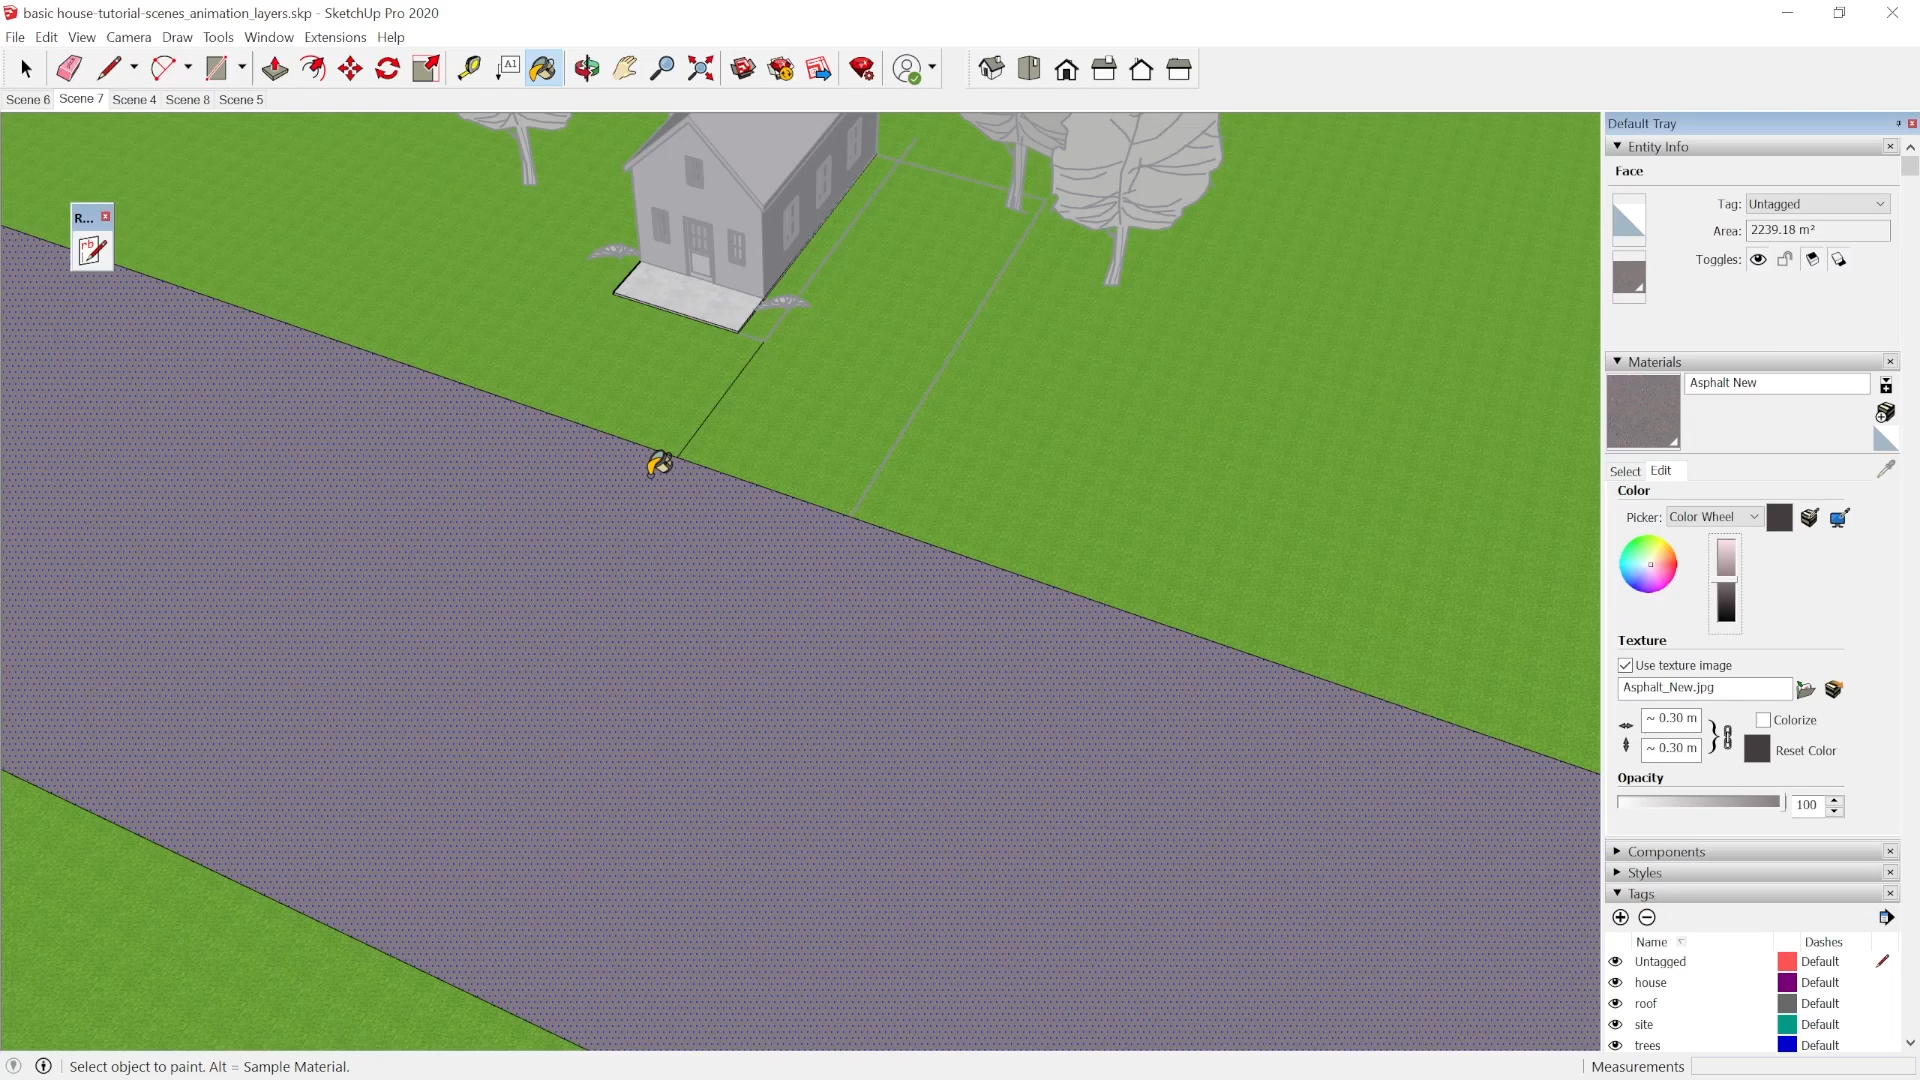 basic house-tutorial-scenes_animation_layers.skp - SketchUp Pro 2020
File Edit View Camera Draw Tools Window Extensions Help
A1
Scene 6 Scene 7 Scene 4 Scene 8 Scene 5
R...
rb
Default Tray
Entity Info
Face
Tag: Untagged
Area: 2239.18 m²
Toggles:
Materials
Asphalt New
Select Edit
Color
Picker: Color Wheel
Texture
Use texture image
Asphalt_New.jpg
~ 0.30 m
Colorize
~ 0.30 m
Reset Color
Opacity
100
Components
Styles
Tags
Name Dashes
Untagged Default
house Default
roof Default
site Default
trees Default
Select object to paint. Alt = Sample Material.
Measurements